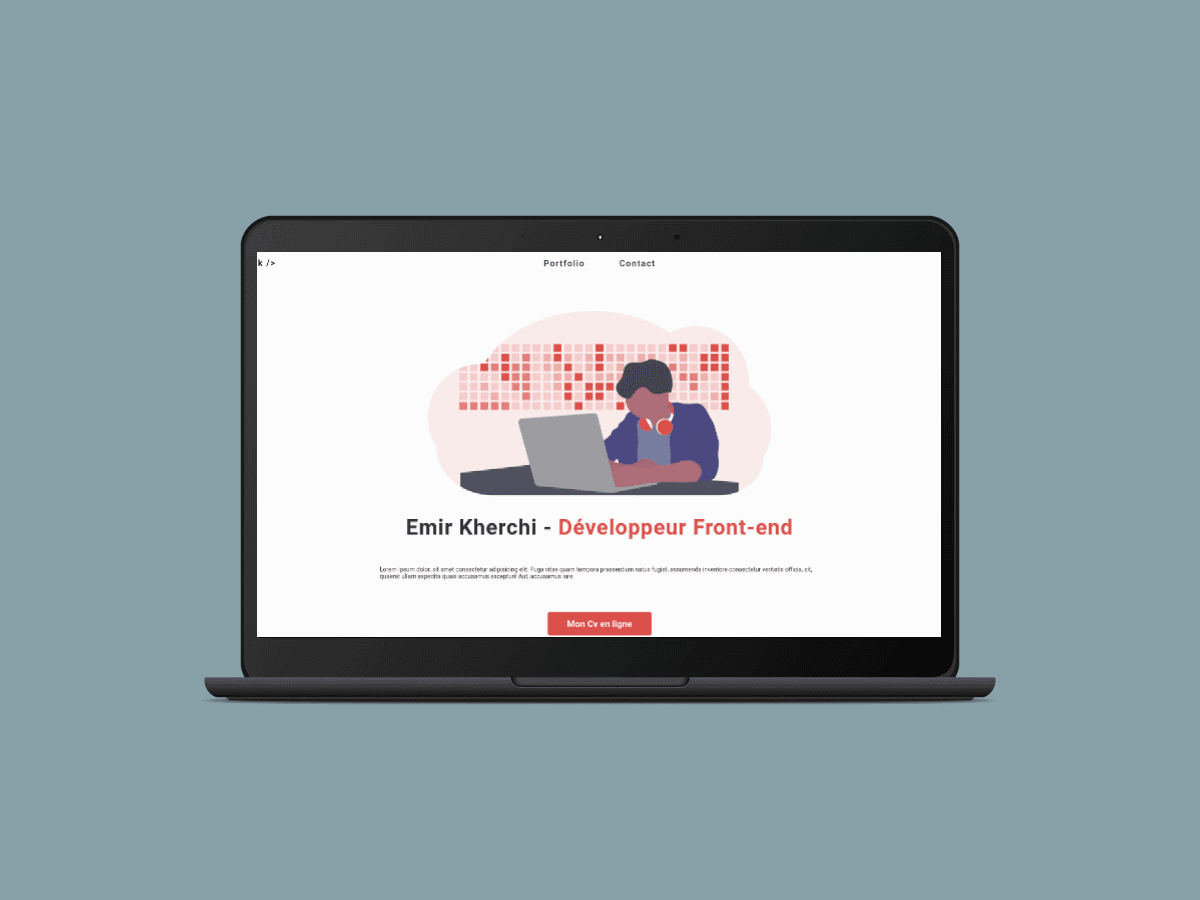 k />
Portfolio Contact
Emir Kherchi - Développeur Front-end
Lorem ipsum dolor, sit amet consectetur adipisicing elit. Fuga vitae quam tempora praesentium natus fugiat, assumenda inventore consectetur veritatis officia, sit,
quaerat ullam expedita quasi accusamus excepturi! Aut, accusamus iure.
Mon Cv en ligne